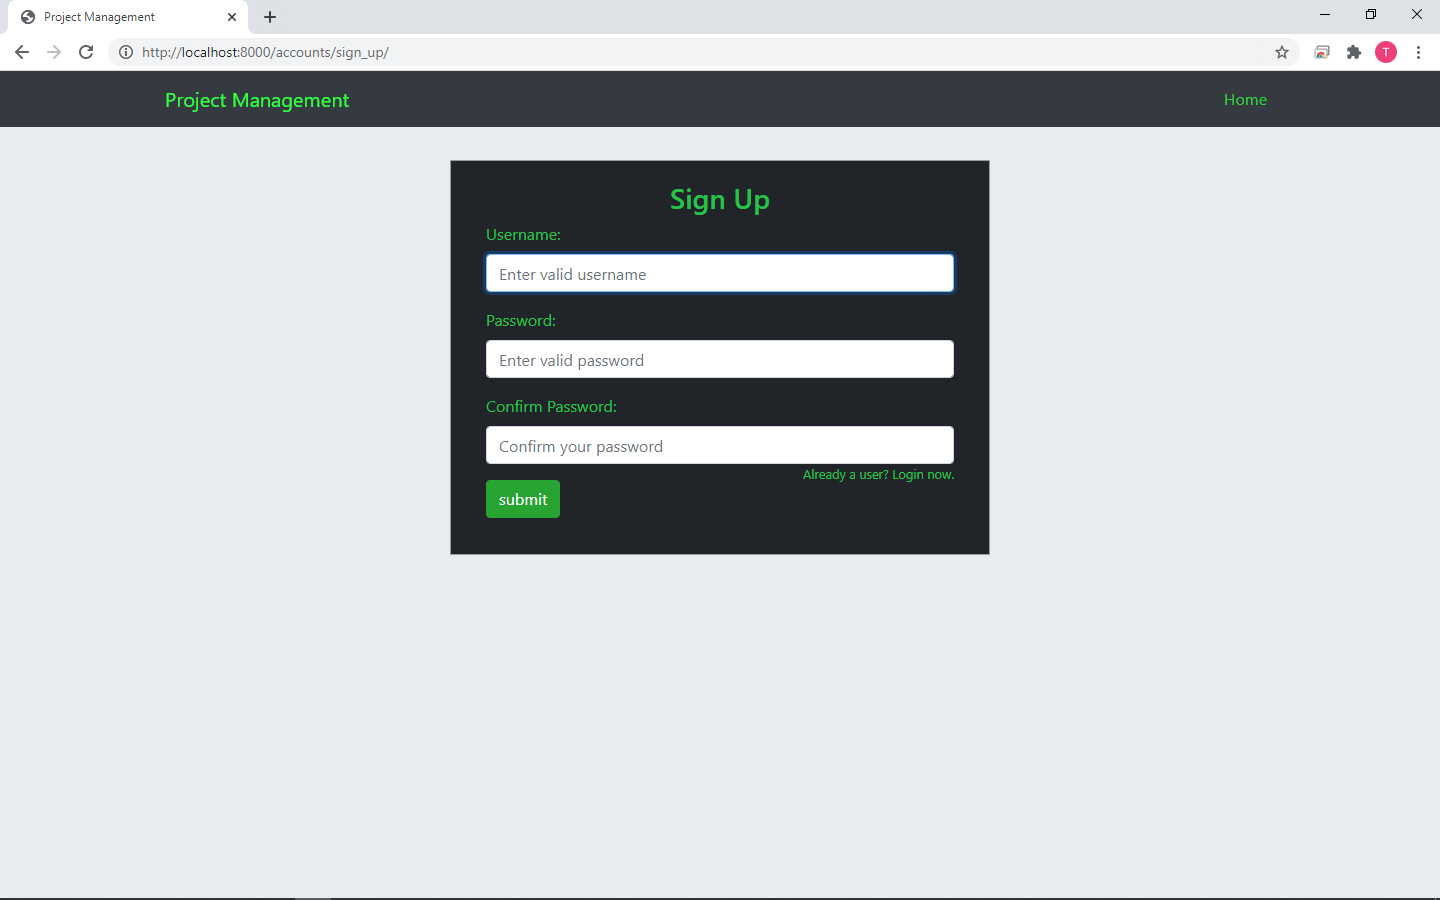 Project Management
http://localhost:8000/accounts/sign_up/
T
Project Management
Home
Sign Up
Username:
Enter valid username
Password:
Enter valid password
Confirm Password:
Confirm your password
Already a user? Login now.
submit